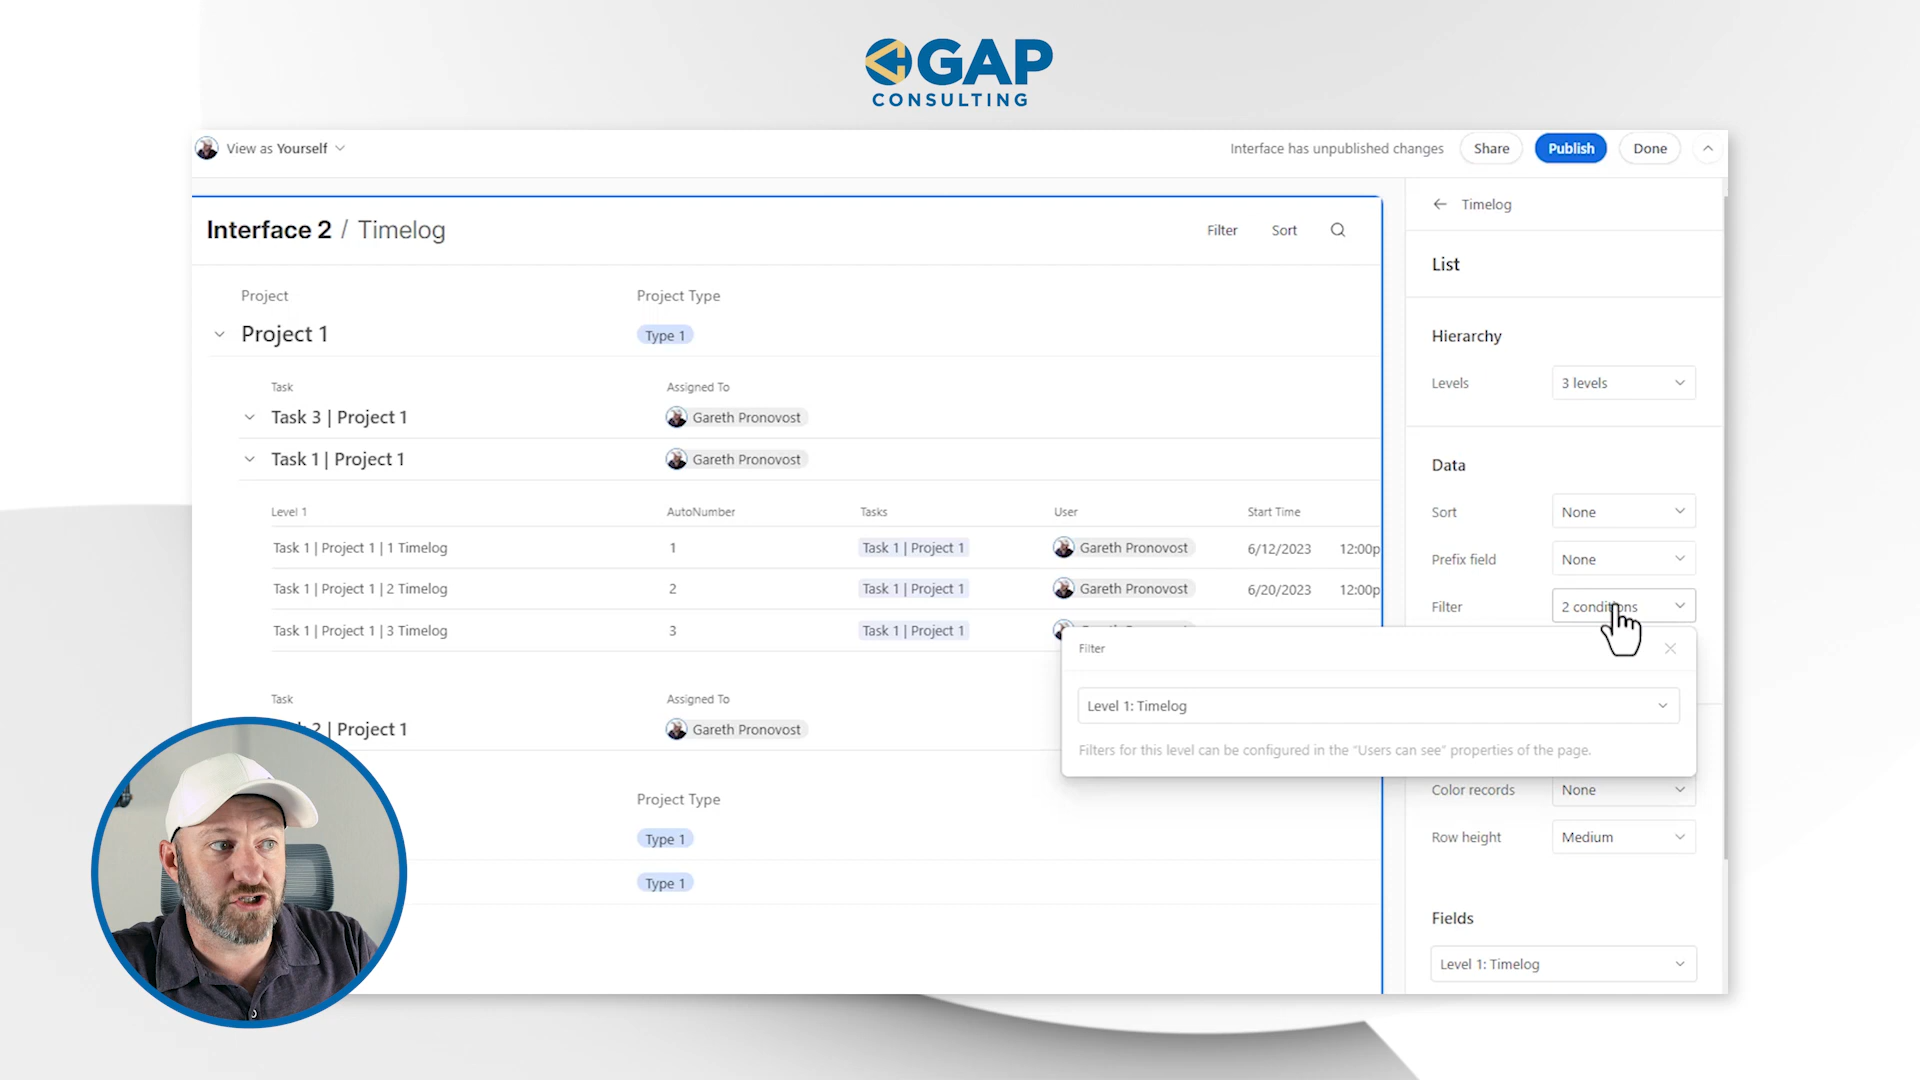 GAP
CONSULTING
View as Yourself
Interface has unpublished changes
Share
Publish
Done
Interface 2 / Timelog
Filter
Sort
Timelog
List
Project
Project Type
Project 1
Type 1
Hierarchy
Levels
3 levels
Task
Assigned To
Task 3 | Project 1
Gareth Pronovost
Task 1 | Project 1
Gareth Pronovost
Data
Level 1
AutoNumber
Tasks
User
Start Time
Sort
None
Task 1 | Project 1 | 1 Timelog
1
Task 1 | Project 1
Gareth Pronovost
6/12/2023
12:00p
Prefix field
None
Task 1 | Project 1 | 2 Timelog
2
Task 1 | Project 1
Gareth Pronovost
6/20/2023
12:00p
Filter
2 conditions
Task 1 | Project 1 | 3 Timelog
3
Task 1 | Project 1
Filter
Level 1: Timelog
Filters for this level can be configured in the “Users can see” properties of the page.
Task
Assigned To
2 | Project 1
Gareth Pronovost
Project Type
Type 1
Type 1
Color records
None
Row height
Medium
Fields
Level 1: Timelog